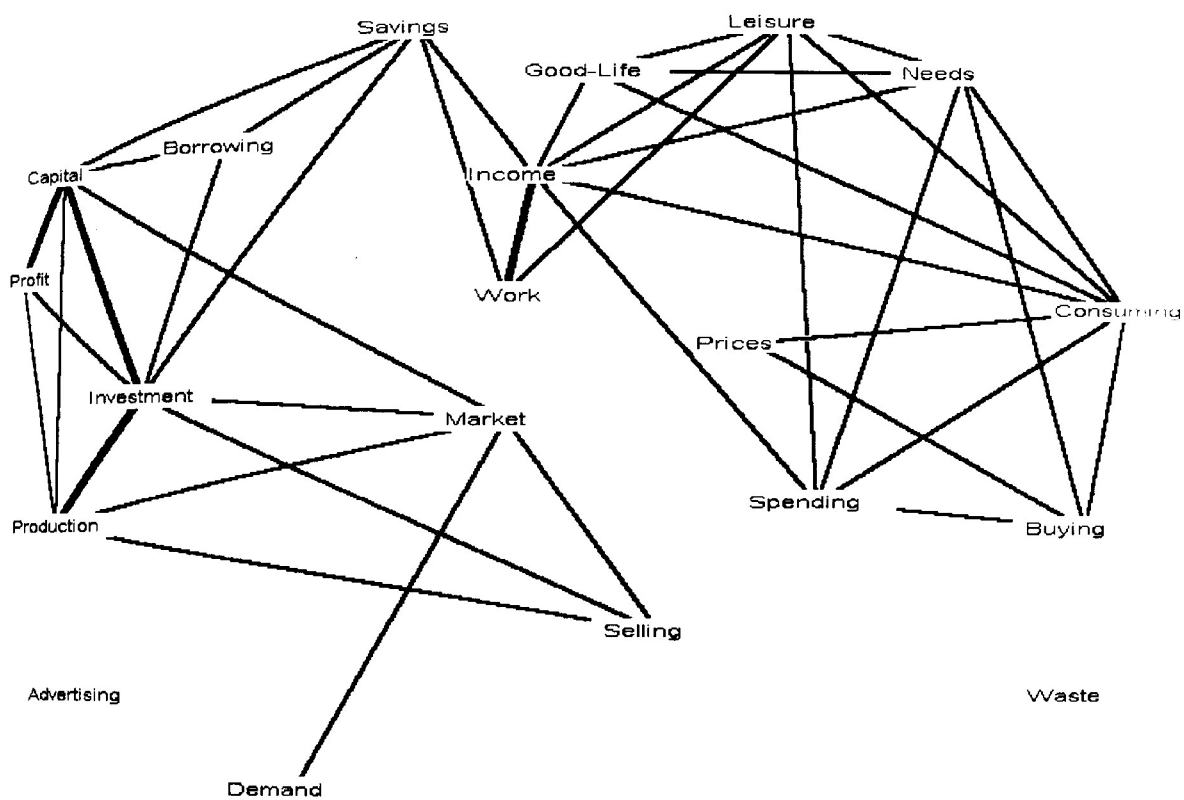 Savings
Leisure
Good-Life
Needs
Borrowing
Capital
Income
Profit
Work
Consuming
Prices
Investment
Market
Spending
Production
Buying
Selling
Advertising
Waste
Demand